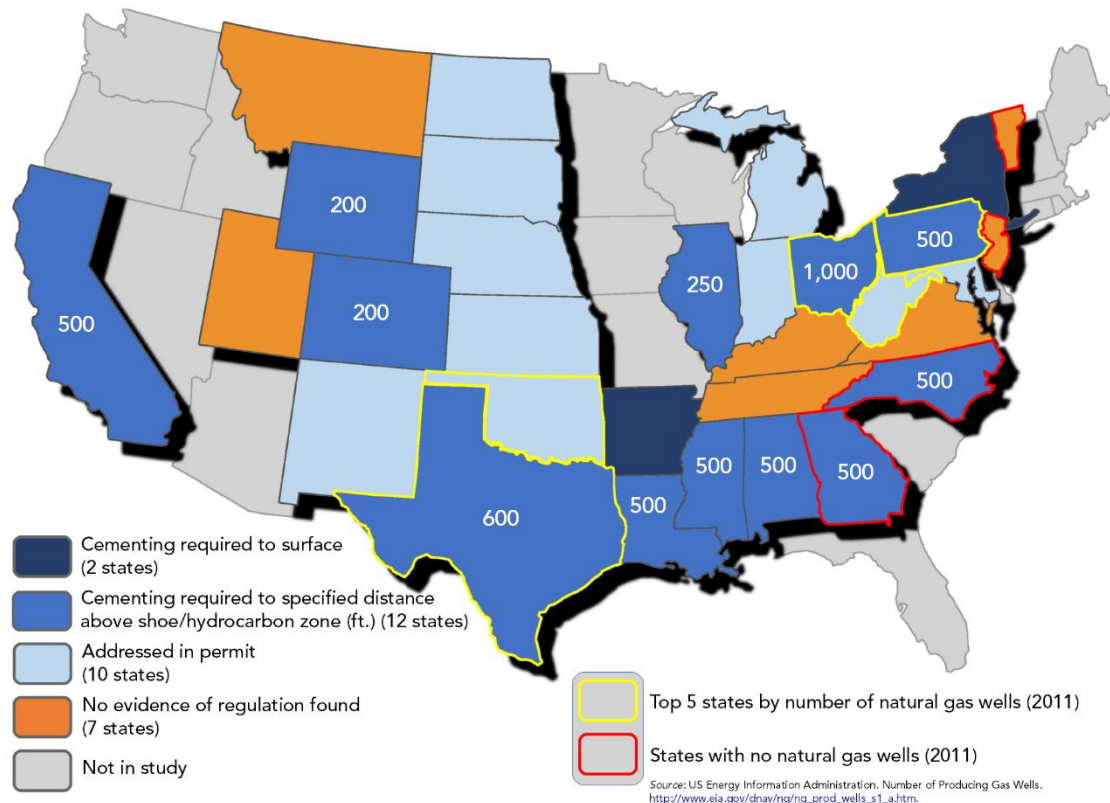 200
500
1,000
250
500
200
500
500
500
500
500
600
Cementing required to surface
(2 states)
Cementing required to specified distance
above shoe/hydrocarbon zone (ft.) (12 states)
Addressed in permit
(10 states)
No evidence of regulation found
(7 states)
Not in study
Top 5 states by number of natural gas wells (2011)
States with no natural gas wells (2011)
Source: US Energy Information Administration. Number of Producing Gas Wells.
http://www.eia.gov/dnav/ng/ng_prod_wells_s1_a.htm.